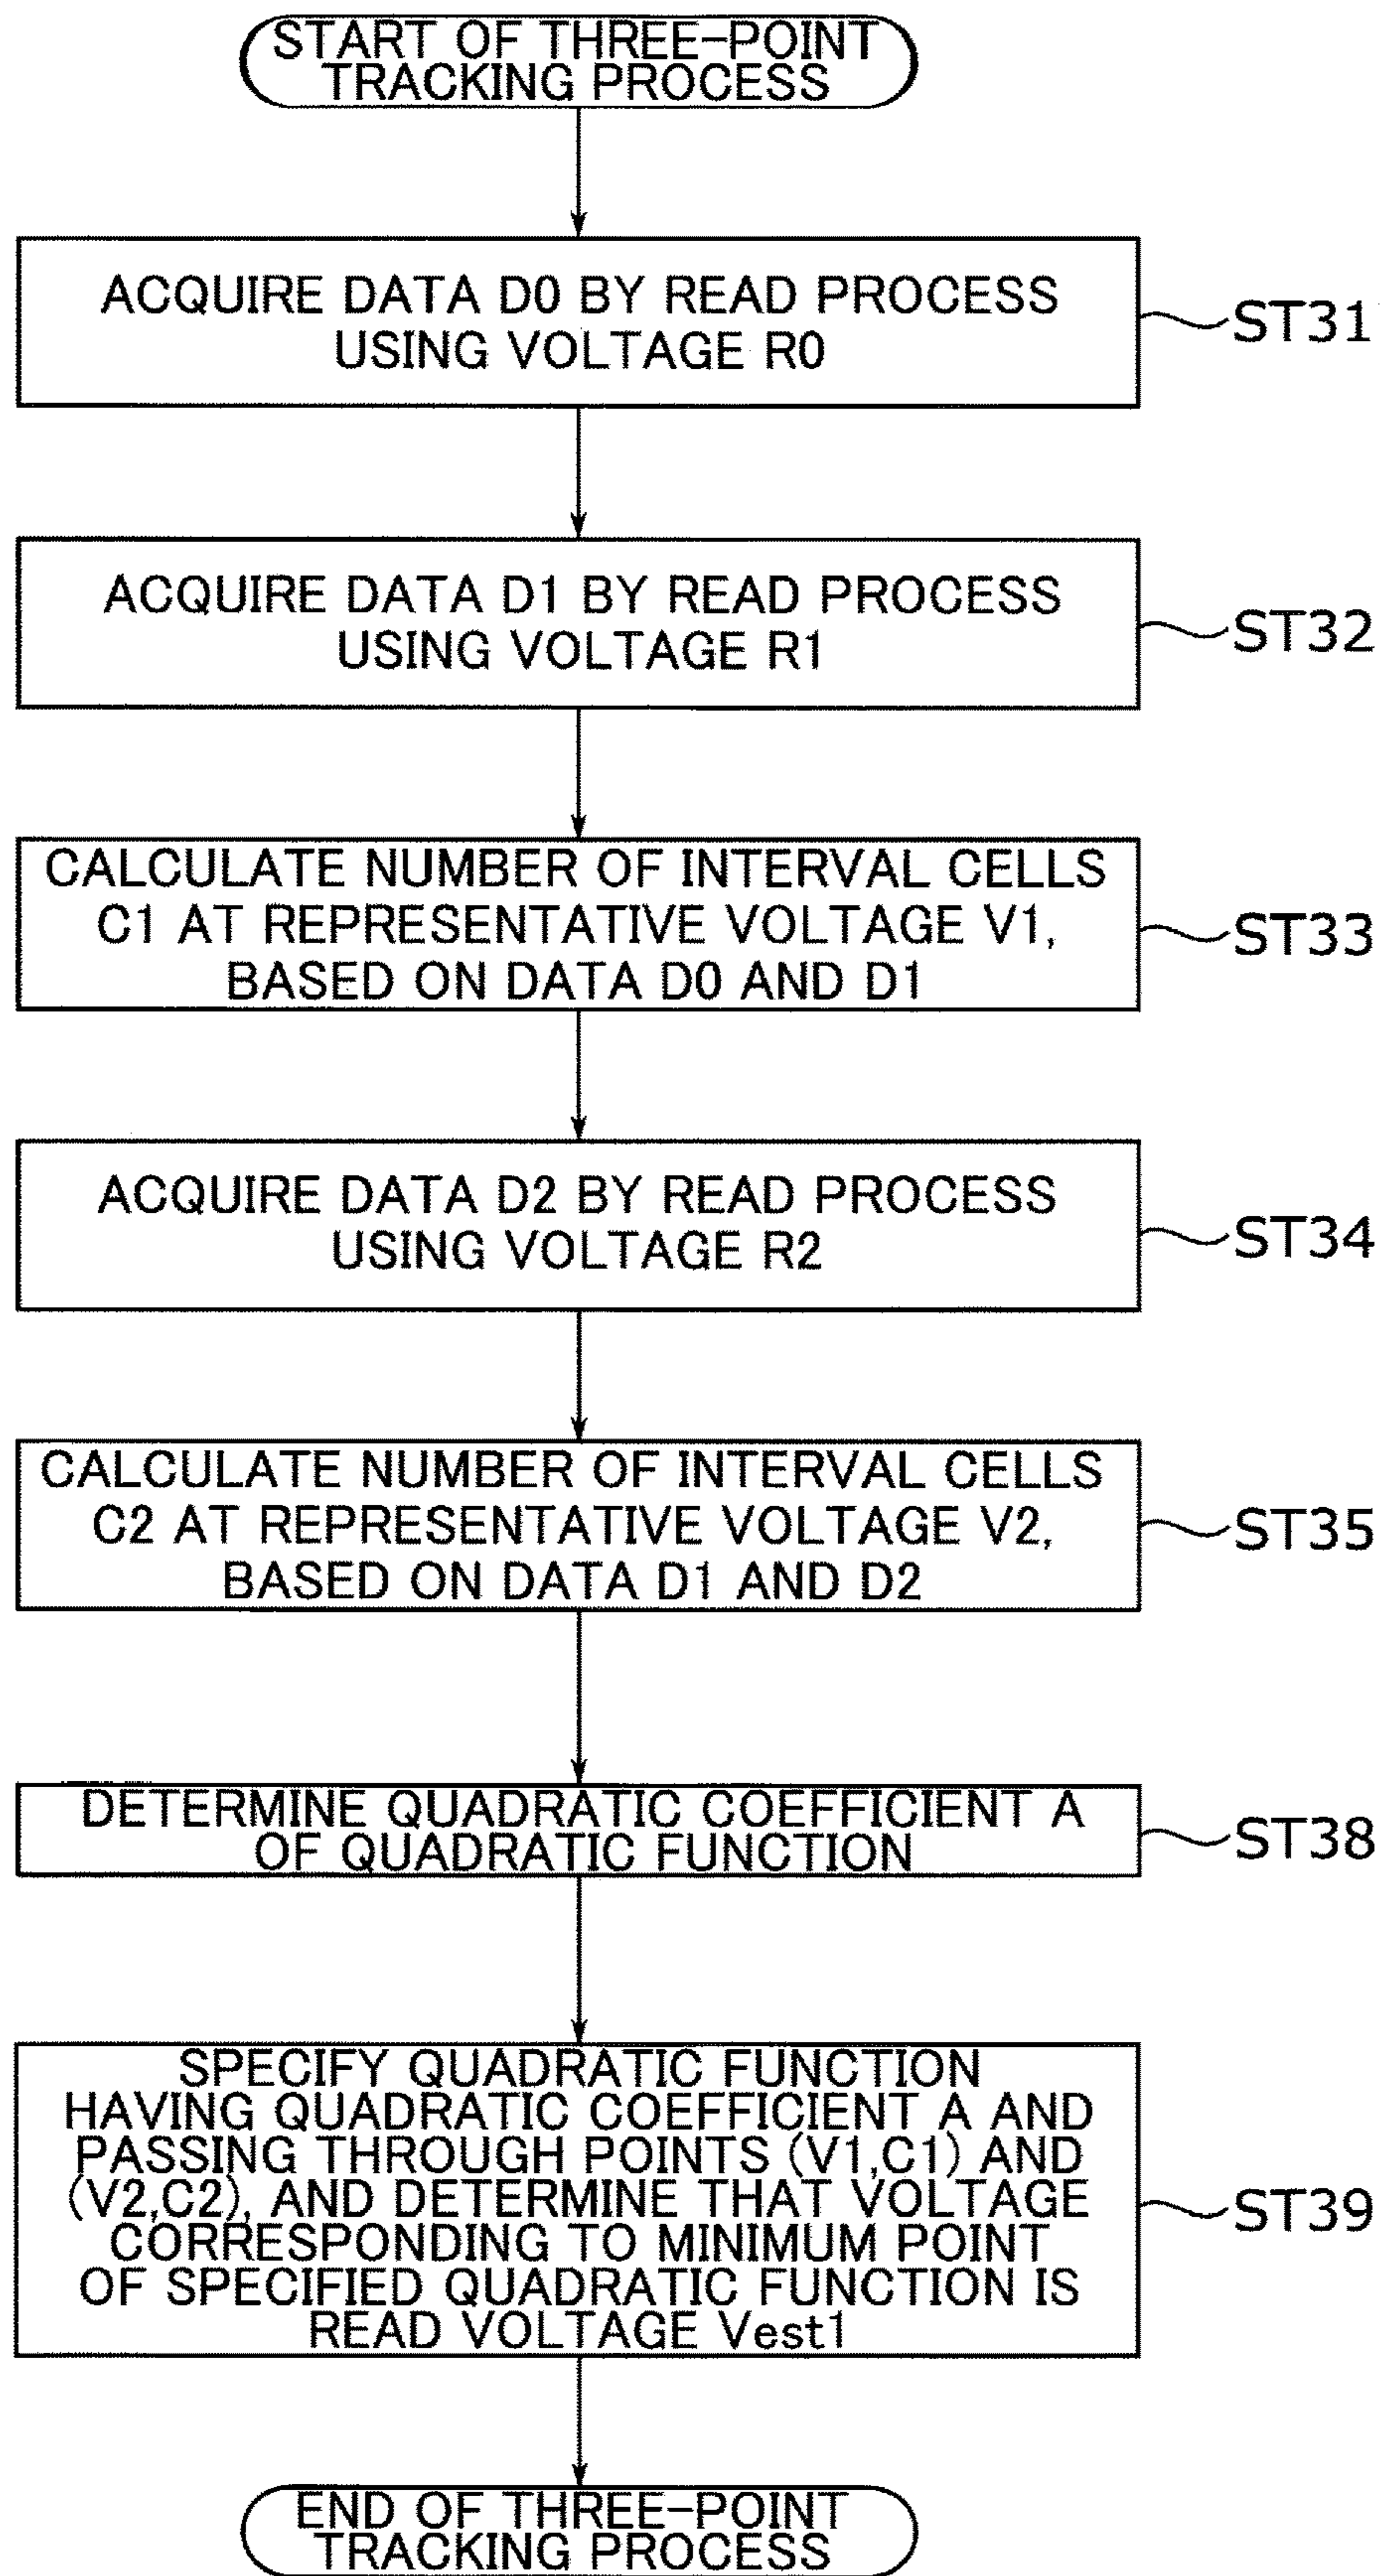 START OF THREE-POINT
TRACKING PROCESS
ACQUIRE DATA D0 BY READ PROCESS
USING VOLTAGE R0
ST31
ACQUIRE DATA D1 BY READ PROCESS
USING VOLTAGE R1
ST32
CALCULATE NUMBER OF INTERVAL CELLS
C1 AT REPRESENTATIVE VOLTAGE V1,
BASED ON DATA D0 AND D1
ST33
ACQUIRE DATA D2 BY READ PROCESS
USING VOLTAGE R2
ST34
CALCULATE NUMBER OF INTERVAL CELLS
C2 AT REPRESENTATIVE VOLTAGE V2,
BASED ON DATA D1 AND D2
ST35
DETERMINE QUADRATIC COEFFICIENT A
OF QUADRATIC FUNCTION
ST38
SPECIFY QUADRATIC FUNCTION
HAVING QUADRATIC COEFFICIENT A AND
PASSING THROUGH POINTS (V1,C1) AND
(V2,C2), AND DETERMINE THAT VOLTAGE
CORRESPONDING TO MINIMUM POINT
OF SPECIFIED QUADRATIC FUNCTION IS
READ VOLTAGE Vest1
ST39
END OF THREE-POINT
TRACKING PROCESS